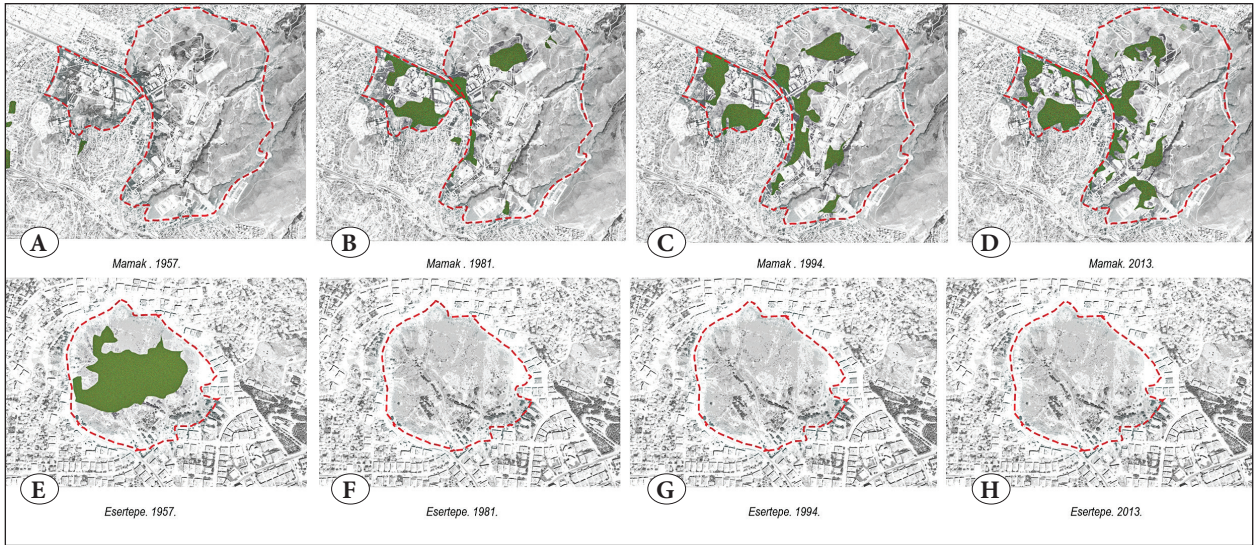 A
B
C
D
Mamak . 1957.
Mamak . 1981.
Mamak . 1994.
Mamak. 2013.
E
F
G
H
Esertepe. 1957.
Esertepe. 1981.
Esertepe. 1994.
Esertepe. 2013.